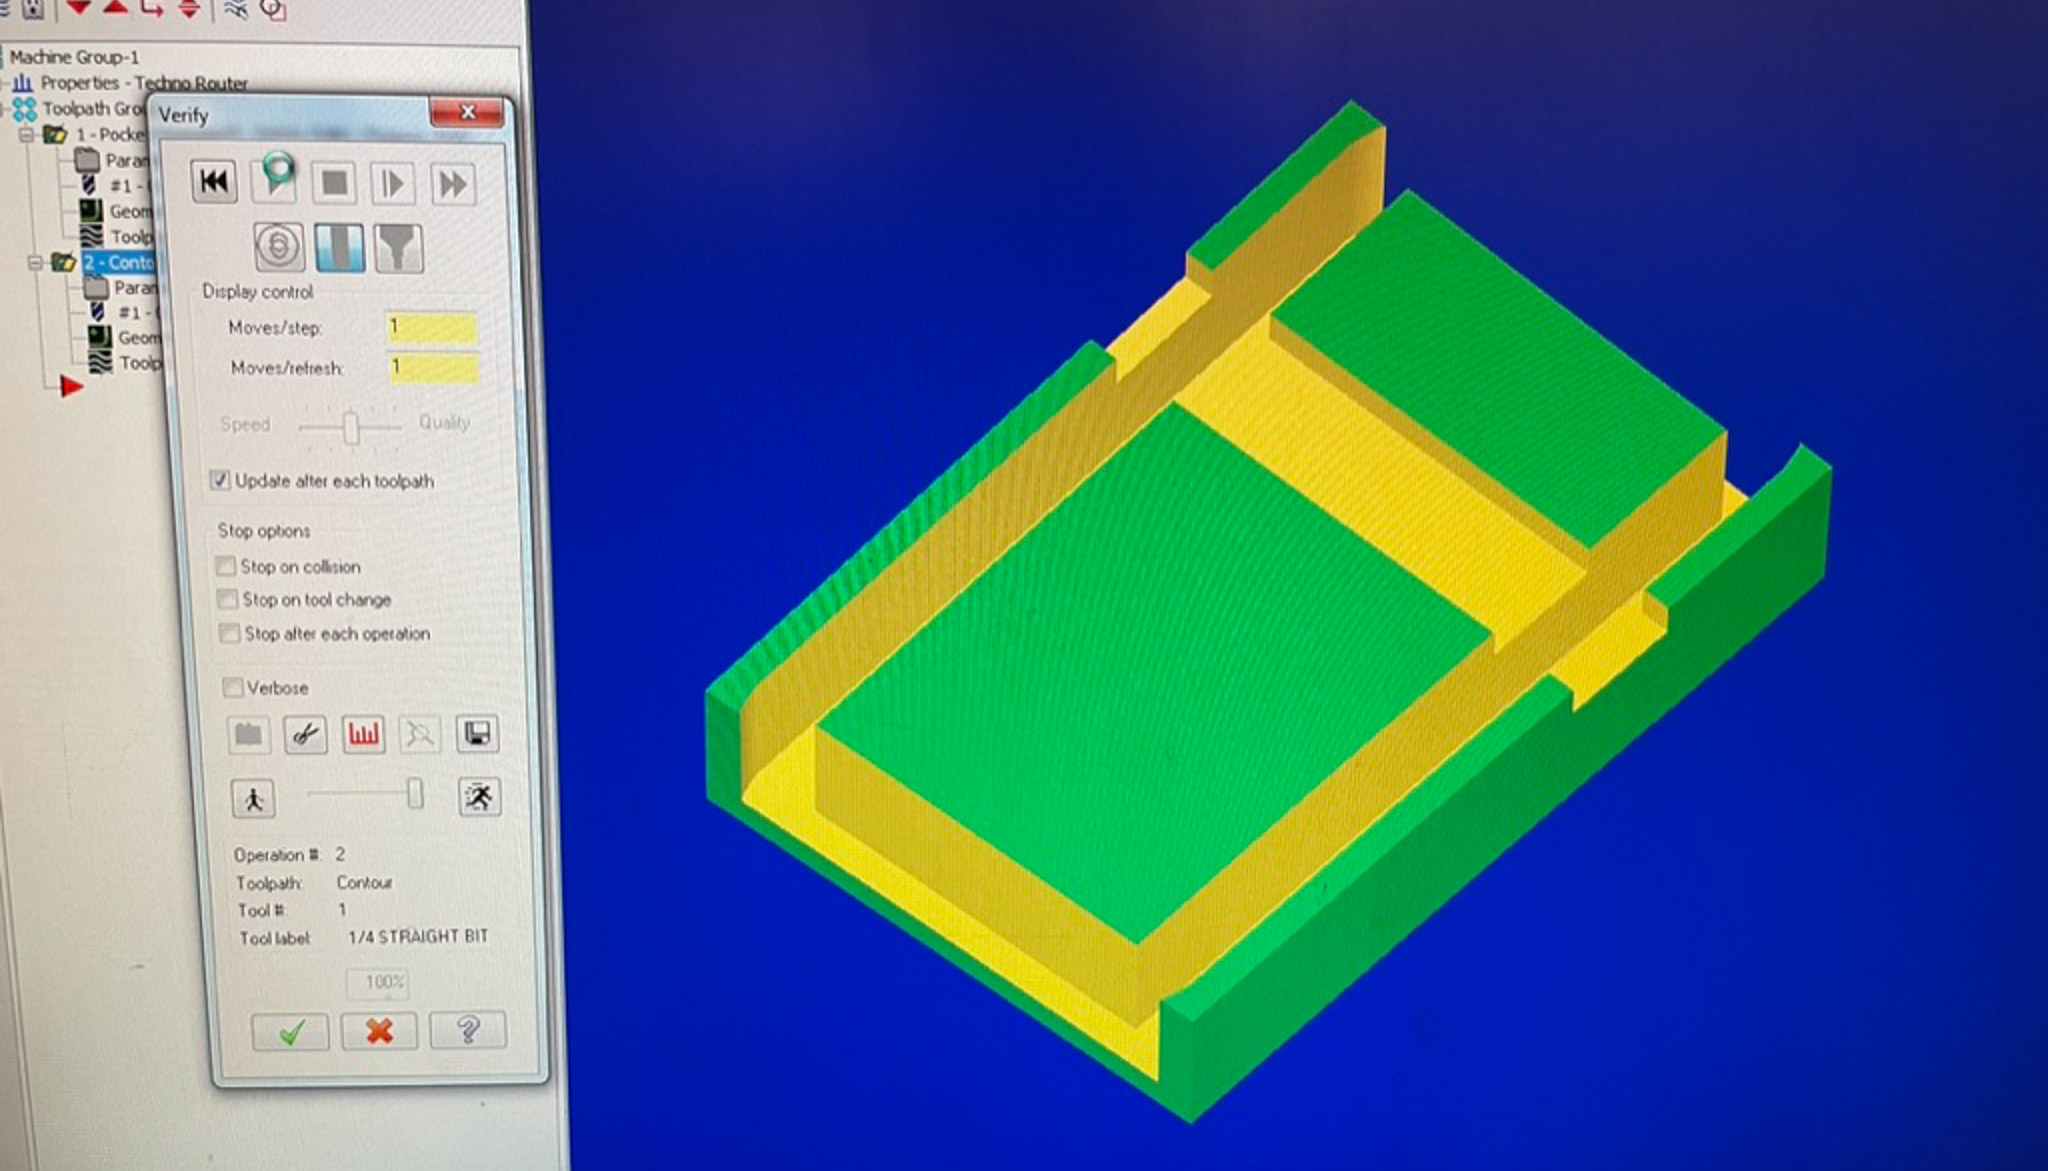 Machine Group-1
Properties - Techno Router
Toolpath Gro
1 - Pocke
Paran
#1 -
Geom
Toolp
2 - Conto
Paran
#1 -
Geom
Toolp
Verify
Display control
Moves/step: 1
Moves/refresh: 1
Speed Quality
Update after each toolpath
Stop options
Stop on collision
Stop on tool change
Stop after each operation
Verbose
Operation #: 2
Toolpath: Contour
Tool #: 1
Tool label: 1/4 STRAIGHT BIT
100%